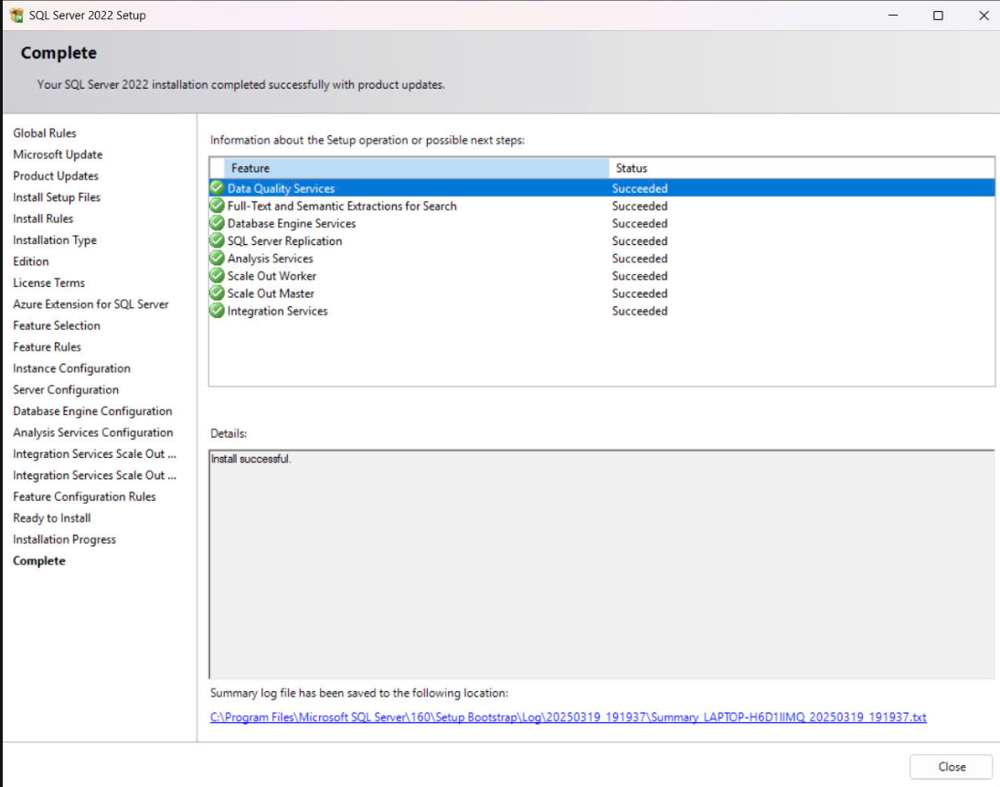 SQL Server 2022 Setup
Complete
Your SQL Server 2022 installation completed successfully with product updates.
Global Rules
Microsoft Update
Product Updates
Install Setup Files
Install Rules
Installation Type
Edition
License Terms
Azure Extension for SQL Server
Feature Selection
Feature Rules
Instance Configuration
Server Configuration
Database Engine Configuration
Analysis Services Configuration
Integration Services Scale Out ...
Integration Services Scale Out ...
Feature Configuration Rules
Ready to Install
Installation Progress
Complete
Information about the Setup operation or possible next steps:
Feature Status
Data Quality Services Succeeded
Full-Text and Semantic Extractions for Search Succeeded
Database Engine Services Succeeded
SQL Server Replication Succeeded
Analysis Services Succeeded
Scale Out Worker Succeeded
Scale Out Master Succeeded
Integration Services Succeeded
Details:
Install successful.
Summary log file has been saved to the following location:
C:\Program Files\Microsoft SQL Server\160\Setup Bootstrap\Log\20250319_191937\Summary_LAPTOP-H6D1IIMQ_20250319_191937.txt
Close